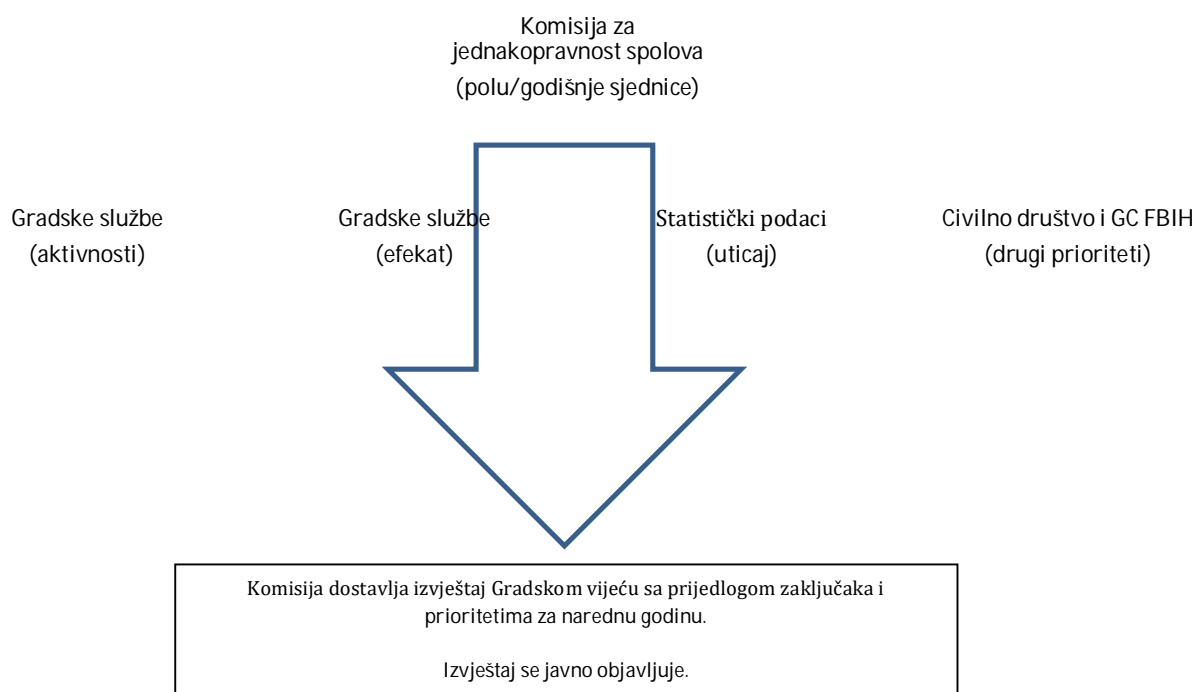 Komisija za
jednakopravnost spolova
(polu/godišnje sjednice)
Gradske službe
(aktivnosti)
Gradske službe
(efekat)
Statistički podaci
(uticaj)
Civilno društvo i GC FBIH
(drugi prioriteti)
Komisija dostavlja izvještaj Gradskom vijeću sa prijedlogom zaključaka i
prioritetima za narednu godinu.
Izvještaj se javno objavljuje.